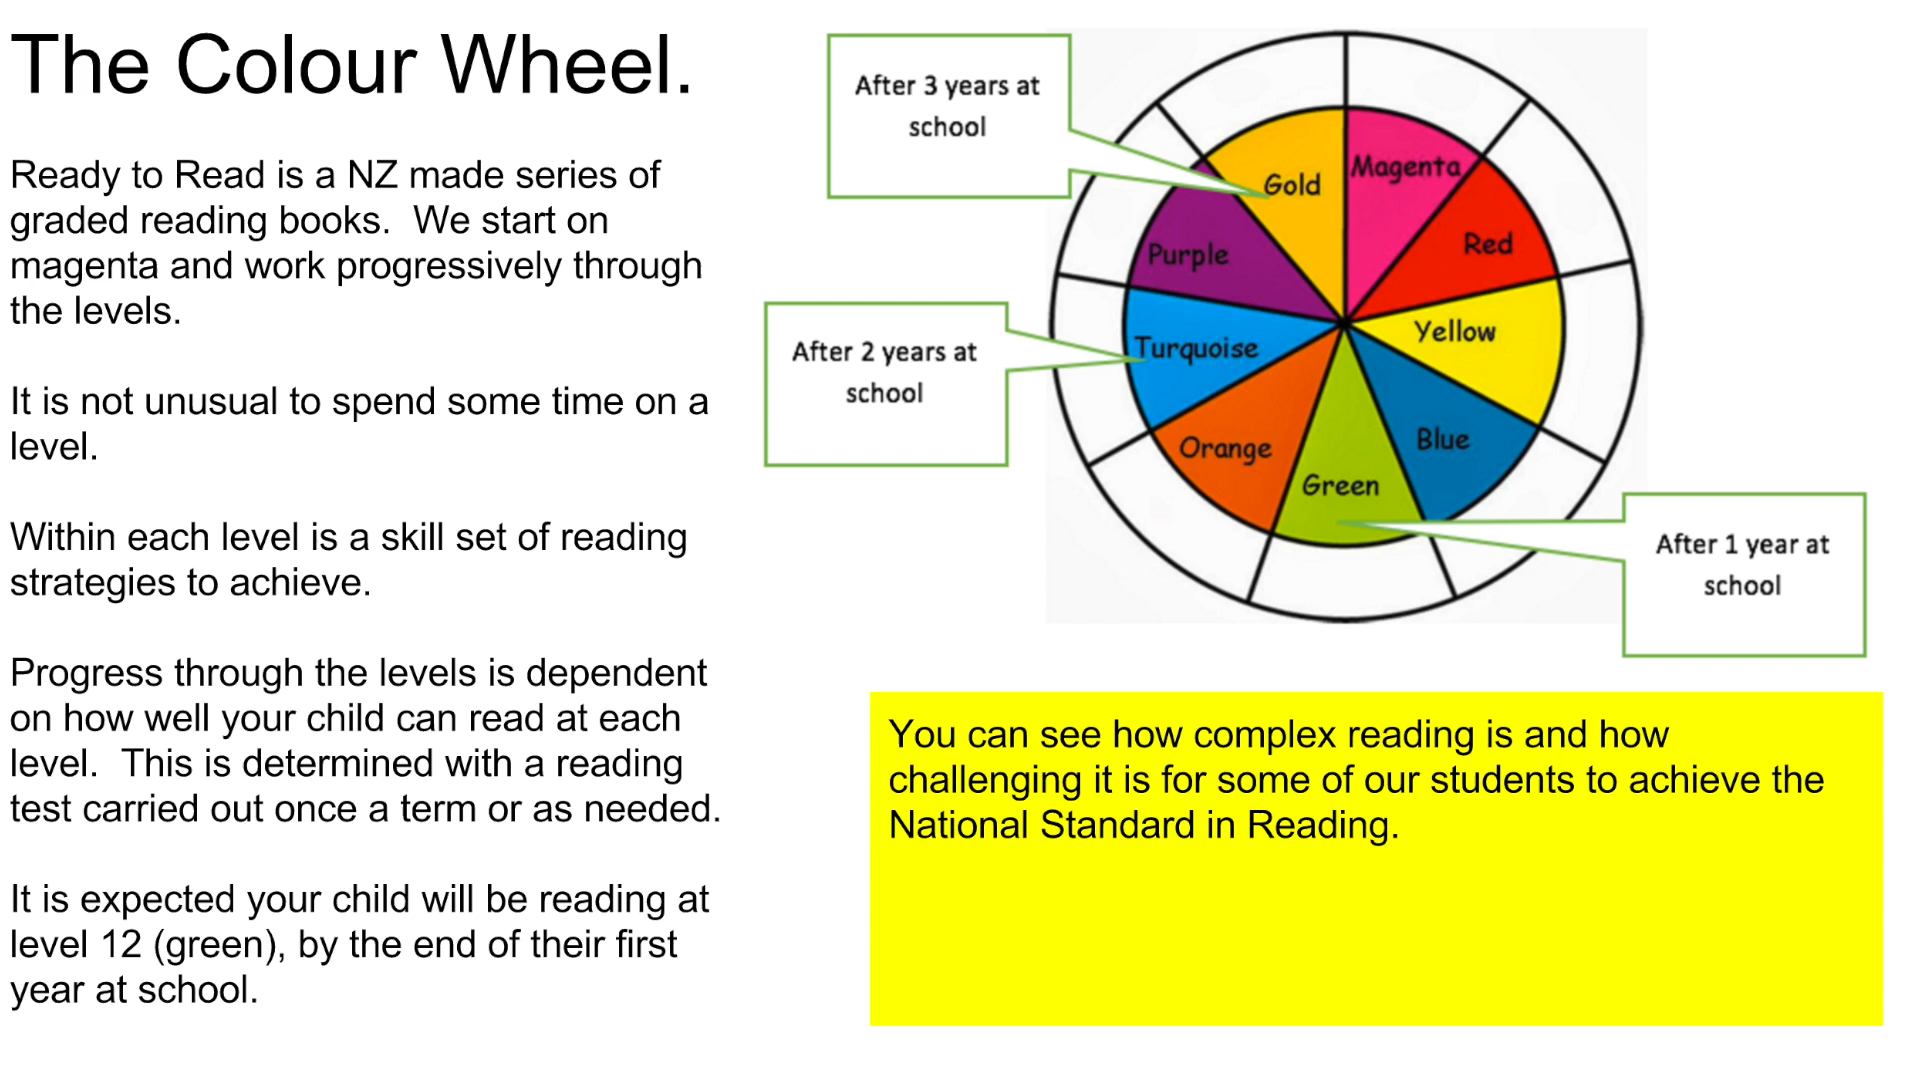 The Colour Wheel.
Ready to Read is a NZ made series of
graded reading books.  We start on
magenta and work progressively through
the levels.
It is not unusual to spend some time on a
level.
Within each level is a skill set of reading
strategies to achieve.
Progress through the levels is dependent
on how well your child can read at each
level.  This is determined with a reading
test carried out once a term or as needed.
It is expected your child will be reading at
level 12 (green), by the end of their first
year at school.
After 3 years at
school
Gold
Magenta
Red
Purple
Yellow
Turquoise
After 2 years at
school
Orange
Blue
Green
After 1 year at
school
You can see how complex reading is and how
challenging it is for some of our students to achieve the
National Standard in Reading.